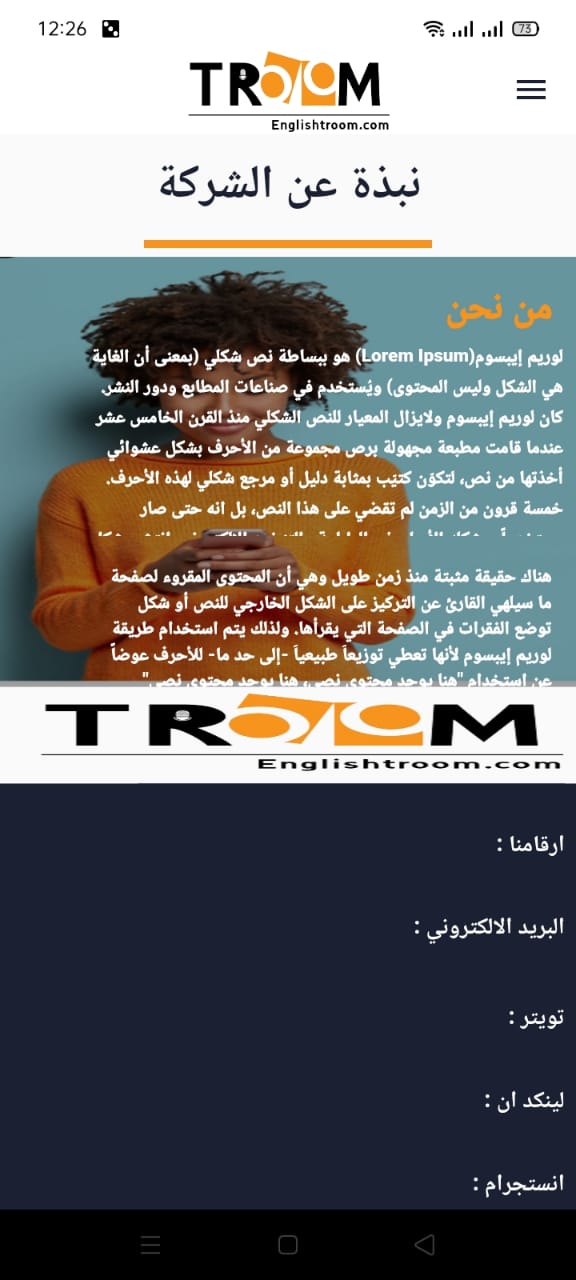 12:26
73
TROOM
Englishtroom.com
نبذة عن الشركة
من نحن
لوريم إيبسوم(Lorem Ipsum) هو ببساطة نص شكلي (بمعنى أن الغاية
هي الشكل وليس المحتوى) ويُستخدم في صناعات المطابع ودور النشر.
كان لوريم إيبسوم ولايزال المعيار للنص الشكلي منذ القرن الخامس عشر
عندما قامت مطبعة مجهولة برص مجموعة من الأحرف بشكل عشوائي
أخذتها من نص، لتكوّن كتيّب بمثابة دليل أو مرجع شكلي لهذه الأحرف.
خمسة قرون من الزمن لم تقضي على هذا النص، بل انه حتى صار
هناك حقيقة مثبتة منذ زمن طويل وهي أن المحتوى المقروء لصفحة
ما سيلهي القارئ عن التركيز على الشكل الخارجي للنص أو شكل
توضع الفقرات في الصفحة التي يقرأها. ولذلك يتم استخدام طريقة
لوريم إيبسوم لأنها تعطي توزيعاَ طبيعياَ -إلى حد ما- للأحرف عوضاً
عن استخدام "هنا يوجد محتوى نصي، هنا يوجد محتوى نصي"
TROOM
Englishtroom.com
ارقامنا :
البريد الالكتروني :
تويتر :
لينكد ان :
انستجرام :